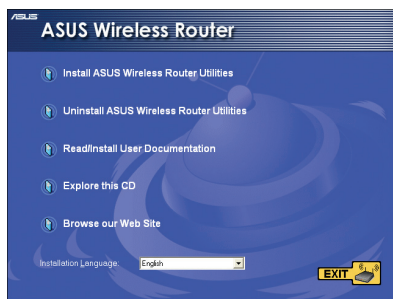 ASUS
ASUS Wireless Router
Install ASUS Wireless Router Utilities
Uninstall ASUS Wireless Router Utilities
Read/Install User Documentation
Explore this CD
Browse our Web Site
Installation Language: English
EXIT